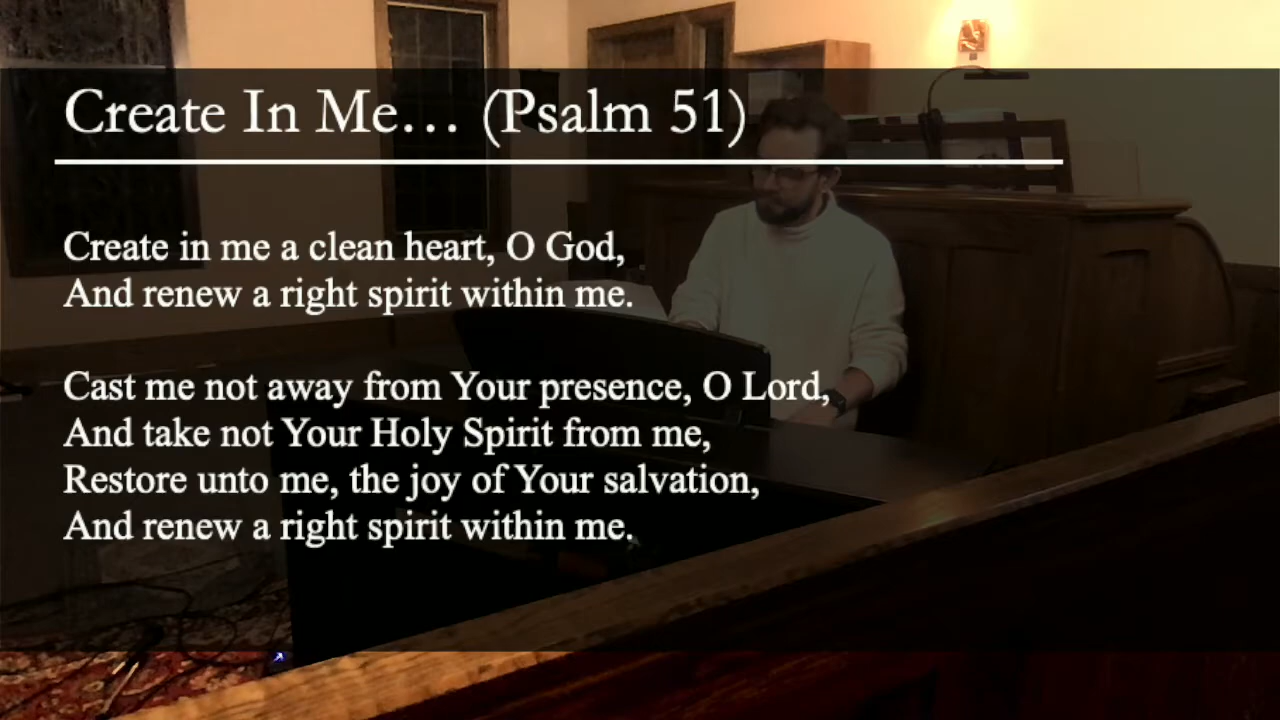 Create In Me… (Psalm 51)
Create in me a clean heart, O God,
And renew a right spirit within me.
Cast me not away from Your presence, O Lord,
And take not Your Holy Spirit from me,
Restore unto me, the joy of Your salvation,
And renew a right spirit within me.